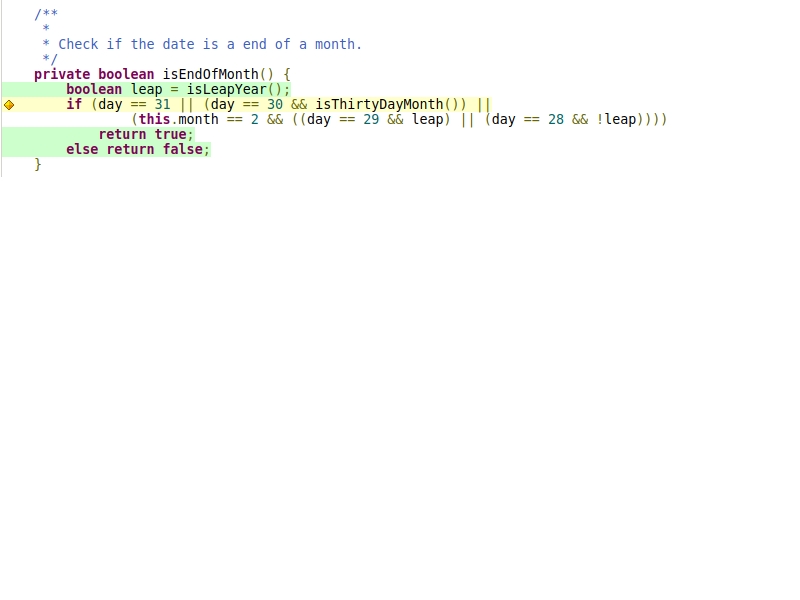 /**
*
* Check if the date is a end of a month.
*/
private boolean isEndOfMonth() {
boolean leap = isLeapYear();
if (day == 31 || (day == 30 && isThirtyDayMonth()) ||
(this.month == 2 && ((day == 29 && leap) || (day == 28 && !leap))))
return true;
else return false;
}